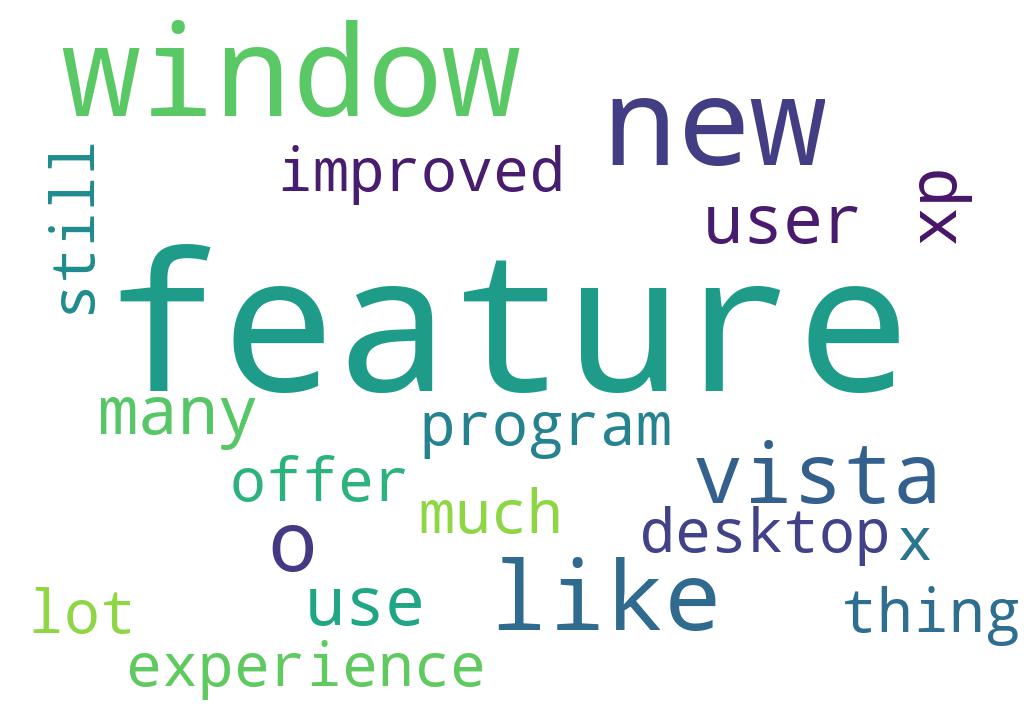 window
new
improved
still
user
xp
feature
many
program
vista
offer
much
desktop
o
x
like
use
lot
thing
experience